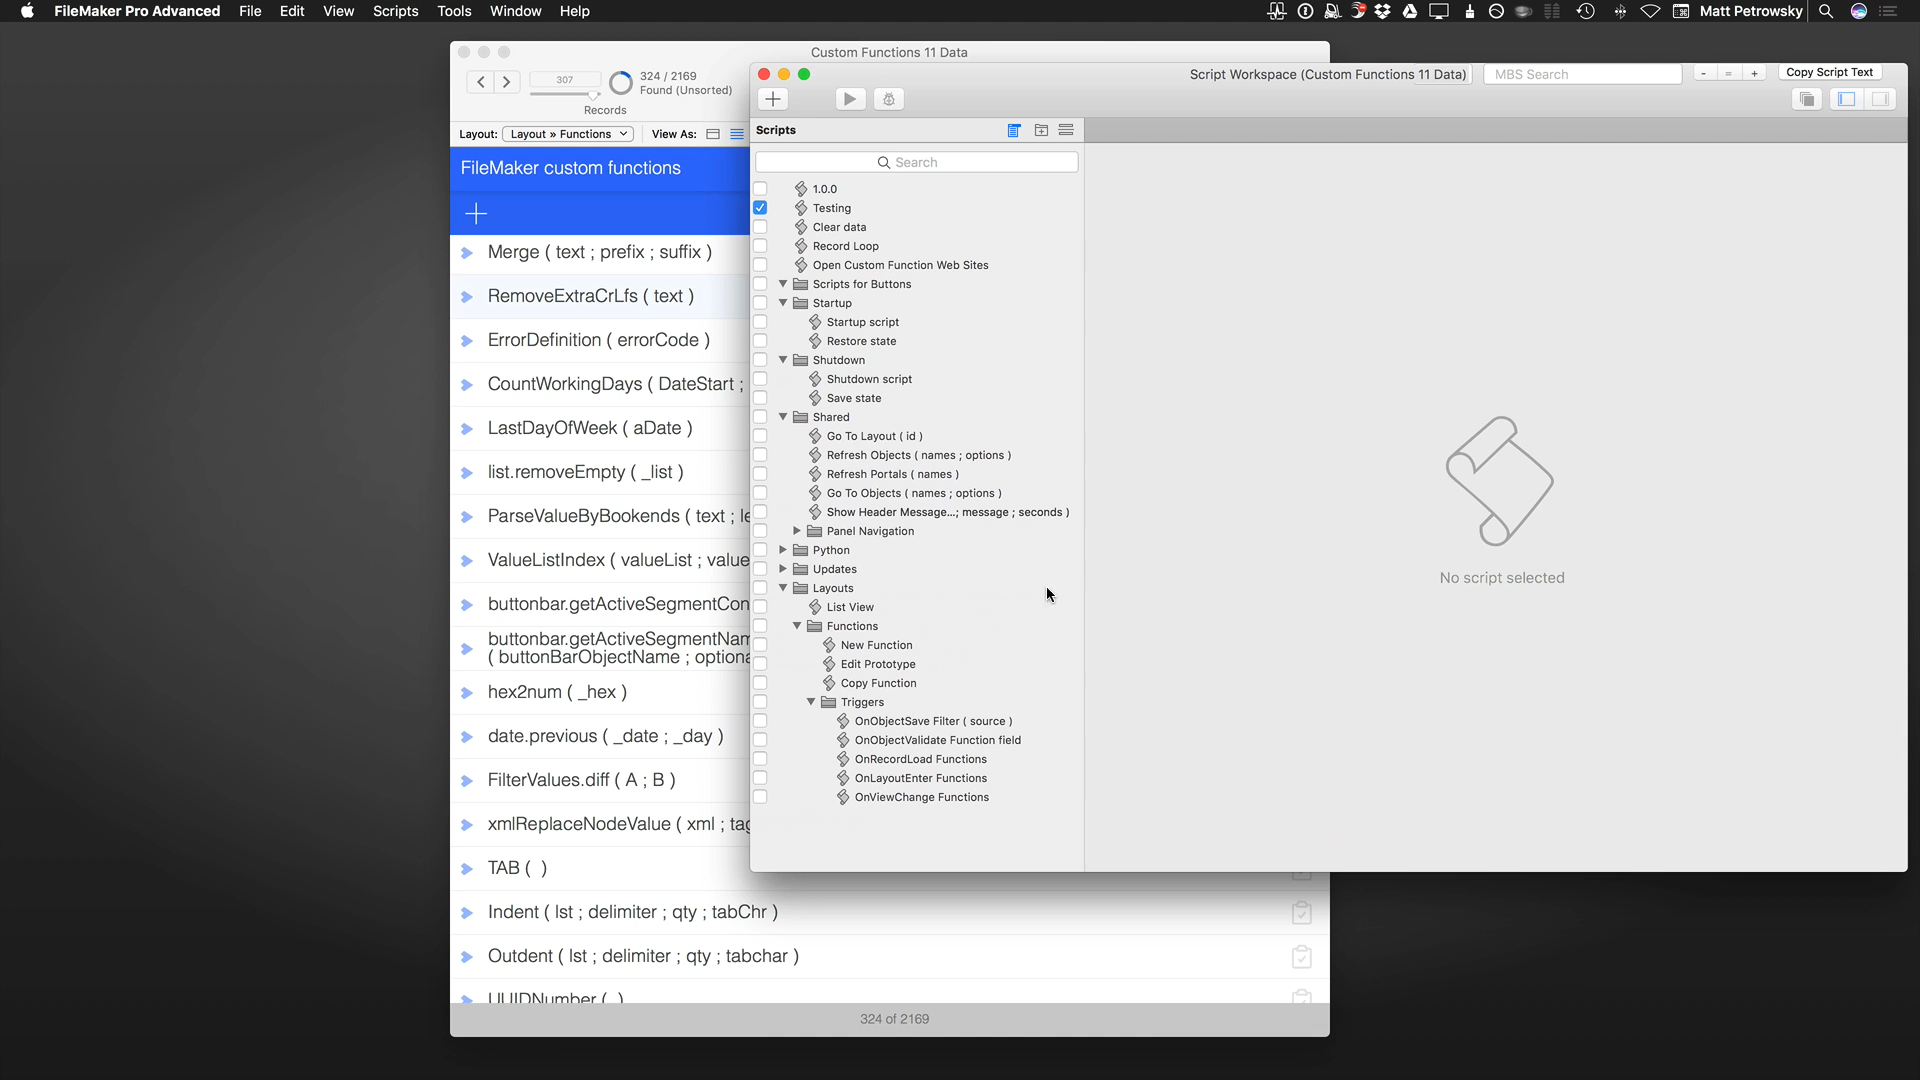 FileMaker Pro Advanced File Edit View Scripts Tools Window Help Matt Petrowsky
Custom Functions 11 Data
307
324 / 2169
Found (Unsorted)
Records
Layout: Layout » Functions View As:
FileMaker custom functions
Merge ( text ; prefix ; suffix )
RemoveExtraCrLfs ( text )
ErrorDefinition ( errorCode )
CountWorkingDays ( DateStart ;
LastDayOfWeek ( aDate )
list.removeEmpty ( _list )
ParseValueByBookends ( text ; le
ValueListIndex ( valueList ; value
buttonbar.getActiveSegmentCon
buttonbar.getActiveSegmentNam
( buttonBarObjectName ; optiona
hex2num ( _hex )
date.previous ( _date ; _day )
FilterValues.diff ( A ; B )
xmlReplaceNodeValue ( xml ; tag
TAB (  )
Indent ( lst ; delimiter ; qty ; tabChr )
Outdent ( lst ; delimiter ; qty ; tabchar )
UUIDNumber (  )
324 of 2169
Script Workspace (Custom Functions 11 Data) MBS Search - = + Copy Script Text
Scripts
Search
1.0.0
Testing
Clear data
Record Loop
Open Custom Function Web Sites
Scripts for Buttons
Startup
Startup script
Restore state
Shutdown
Shutdown script
Save state
Shared
Go To Layout ( id )
Refresh Objects ( names ; options )
Refresh Portals ( names )
Go To Objects ( names ; options )
Show Header Message...; message ; seconds )
Panel Navigation
Python
Updates
Layouts
List View
Functions
New Function
Edit Prototype
Copy Function
Triggers
OnObjectSave Filter ( source )
OnObjectValidate Function field
OnRecordLoad Functions
OnLayoutEnter Functions
OnViewChange Functions
No script selected